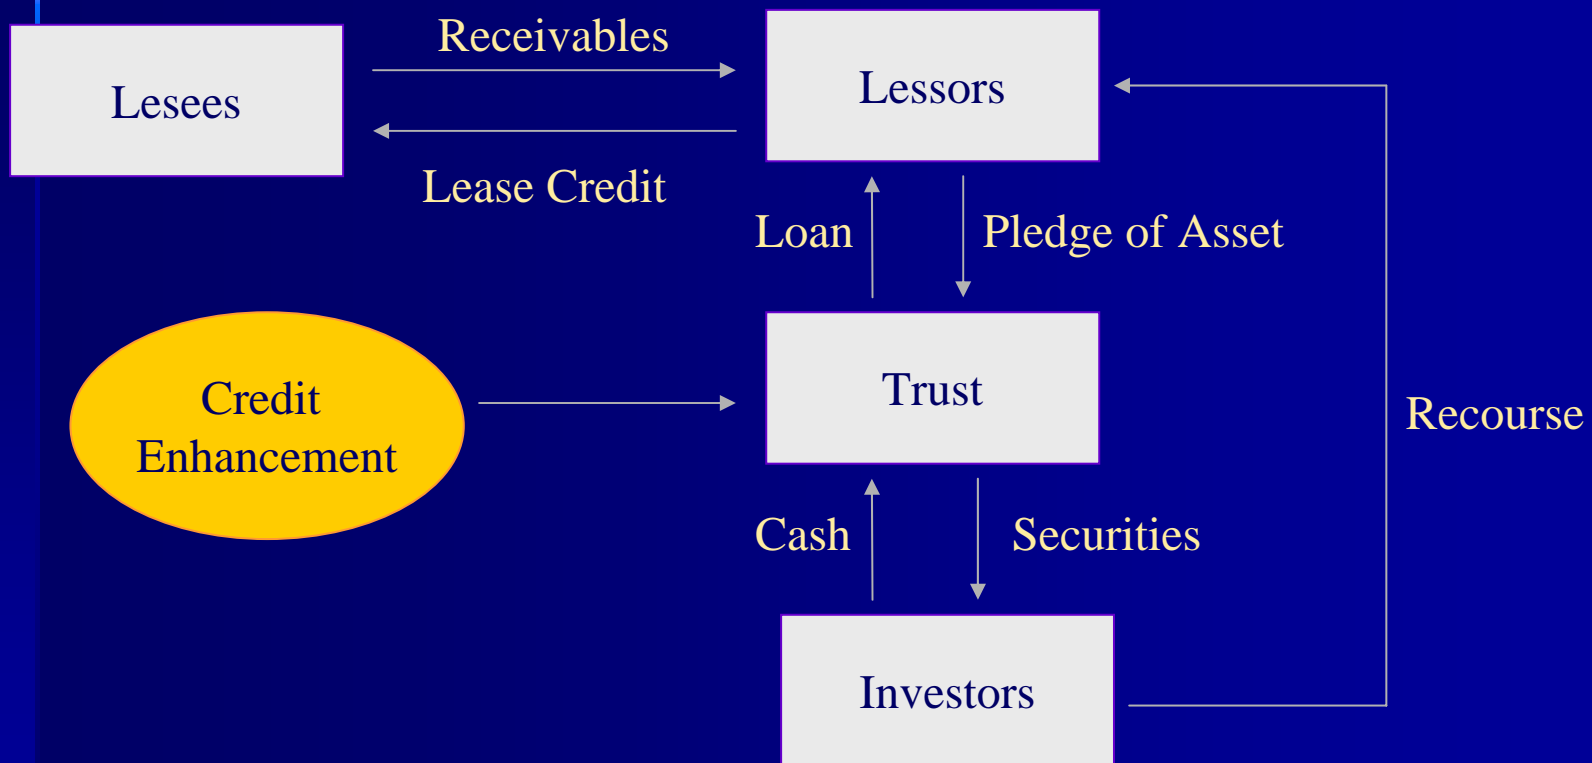 Receivables
Lesees
Lessors
Lease Credit
Loan
Pledge of Asset
Credit
Enhancement
Trust
Recourse
Cash
Securities
Investors